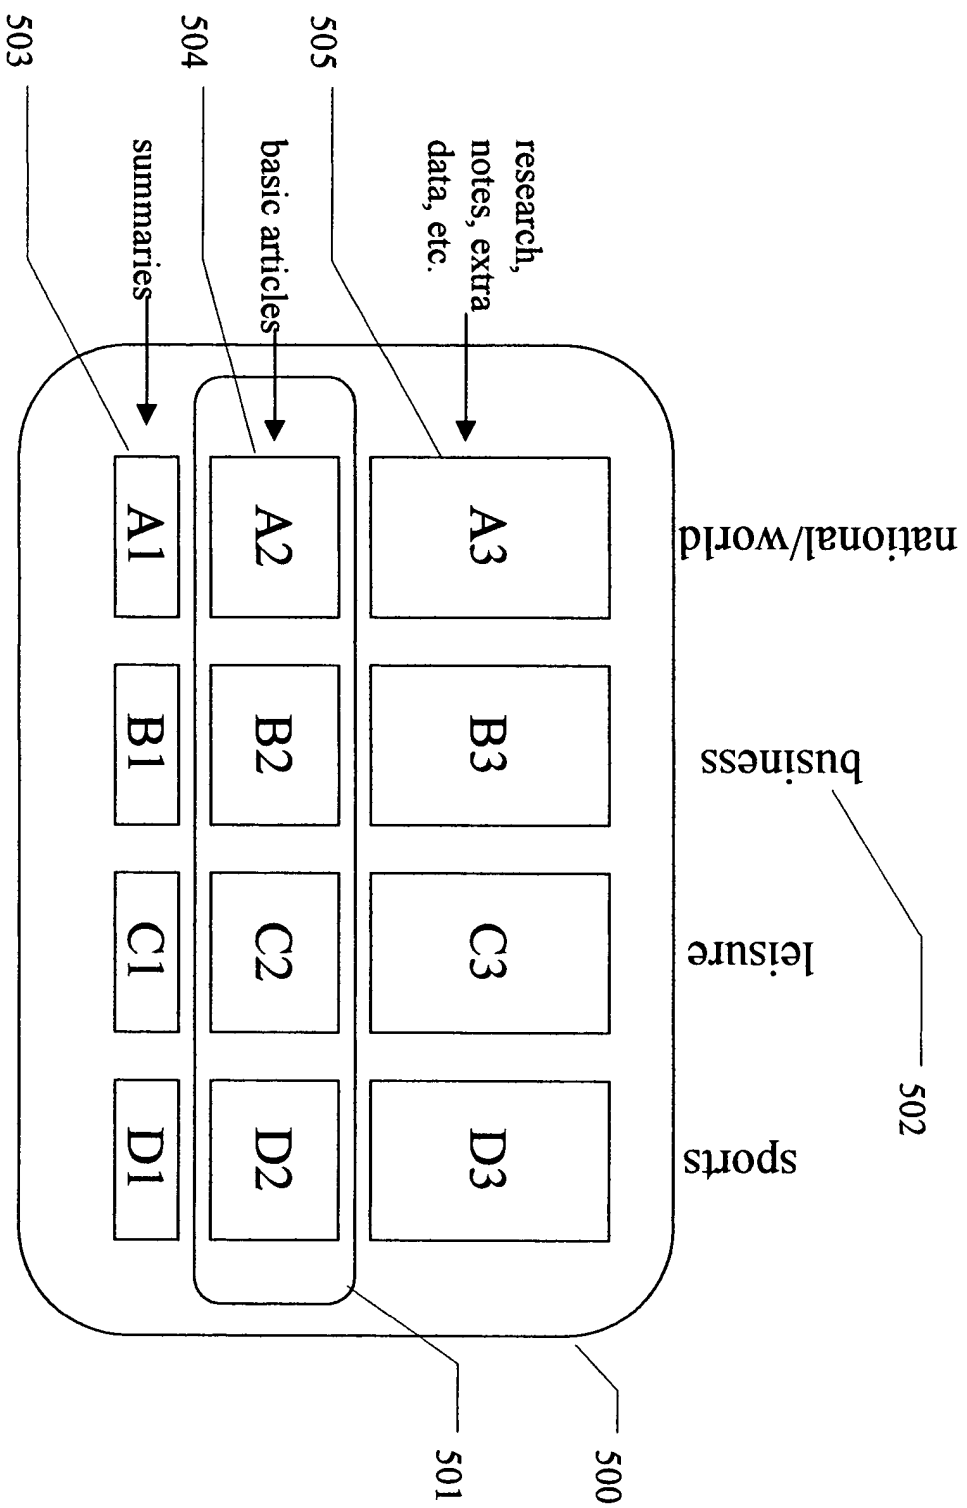 national/world
business
leisure
sports
502
research,
notes, extra
data, etc.
A3
B3
C3
D3
505
basic articles
A2
B2
C2
D2
504
summaries
A1
B1
C1
D1
503
501
500